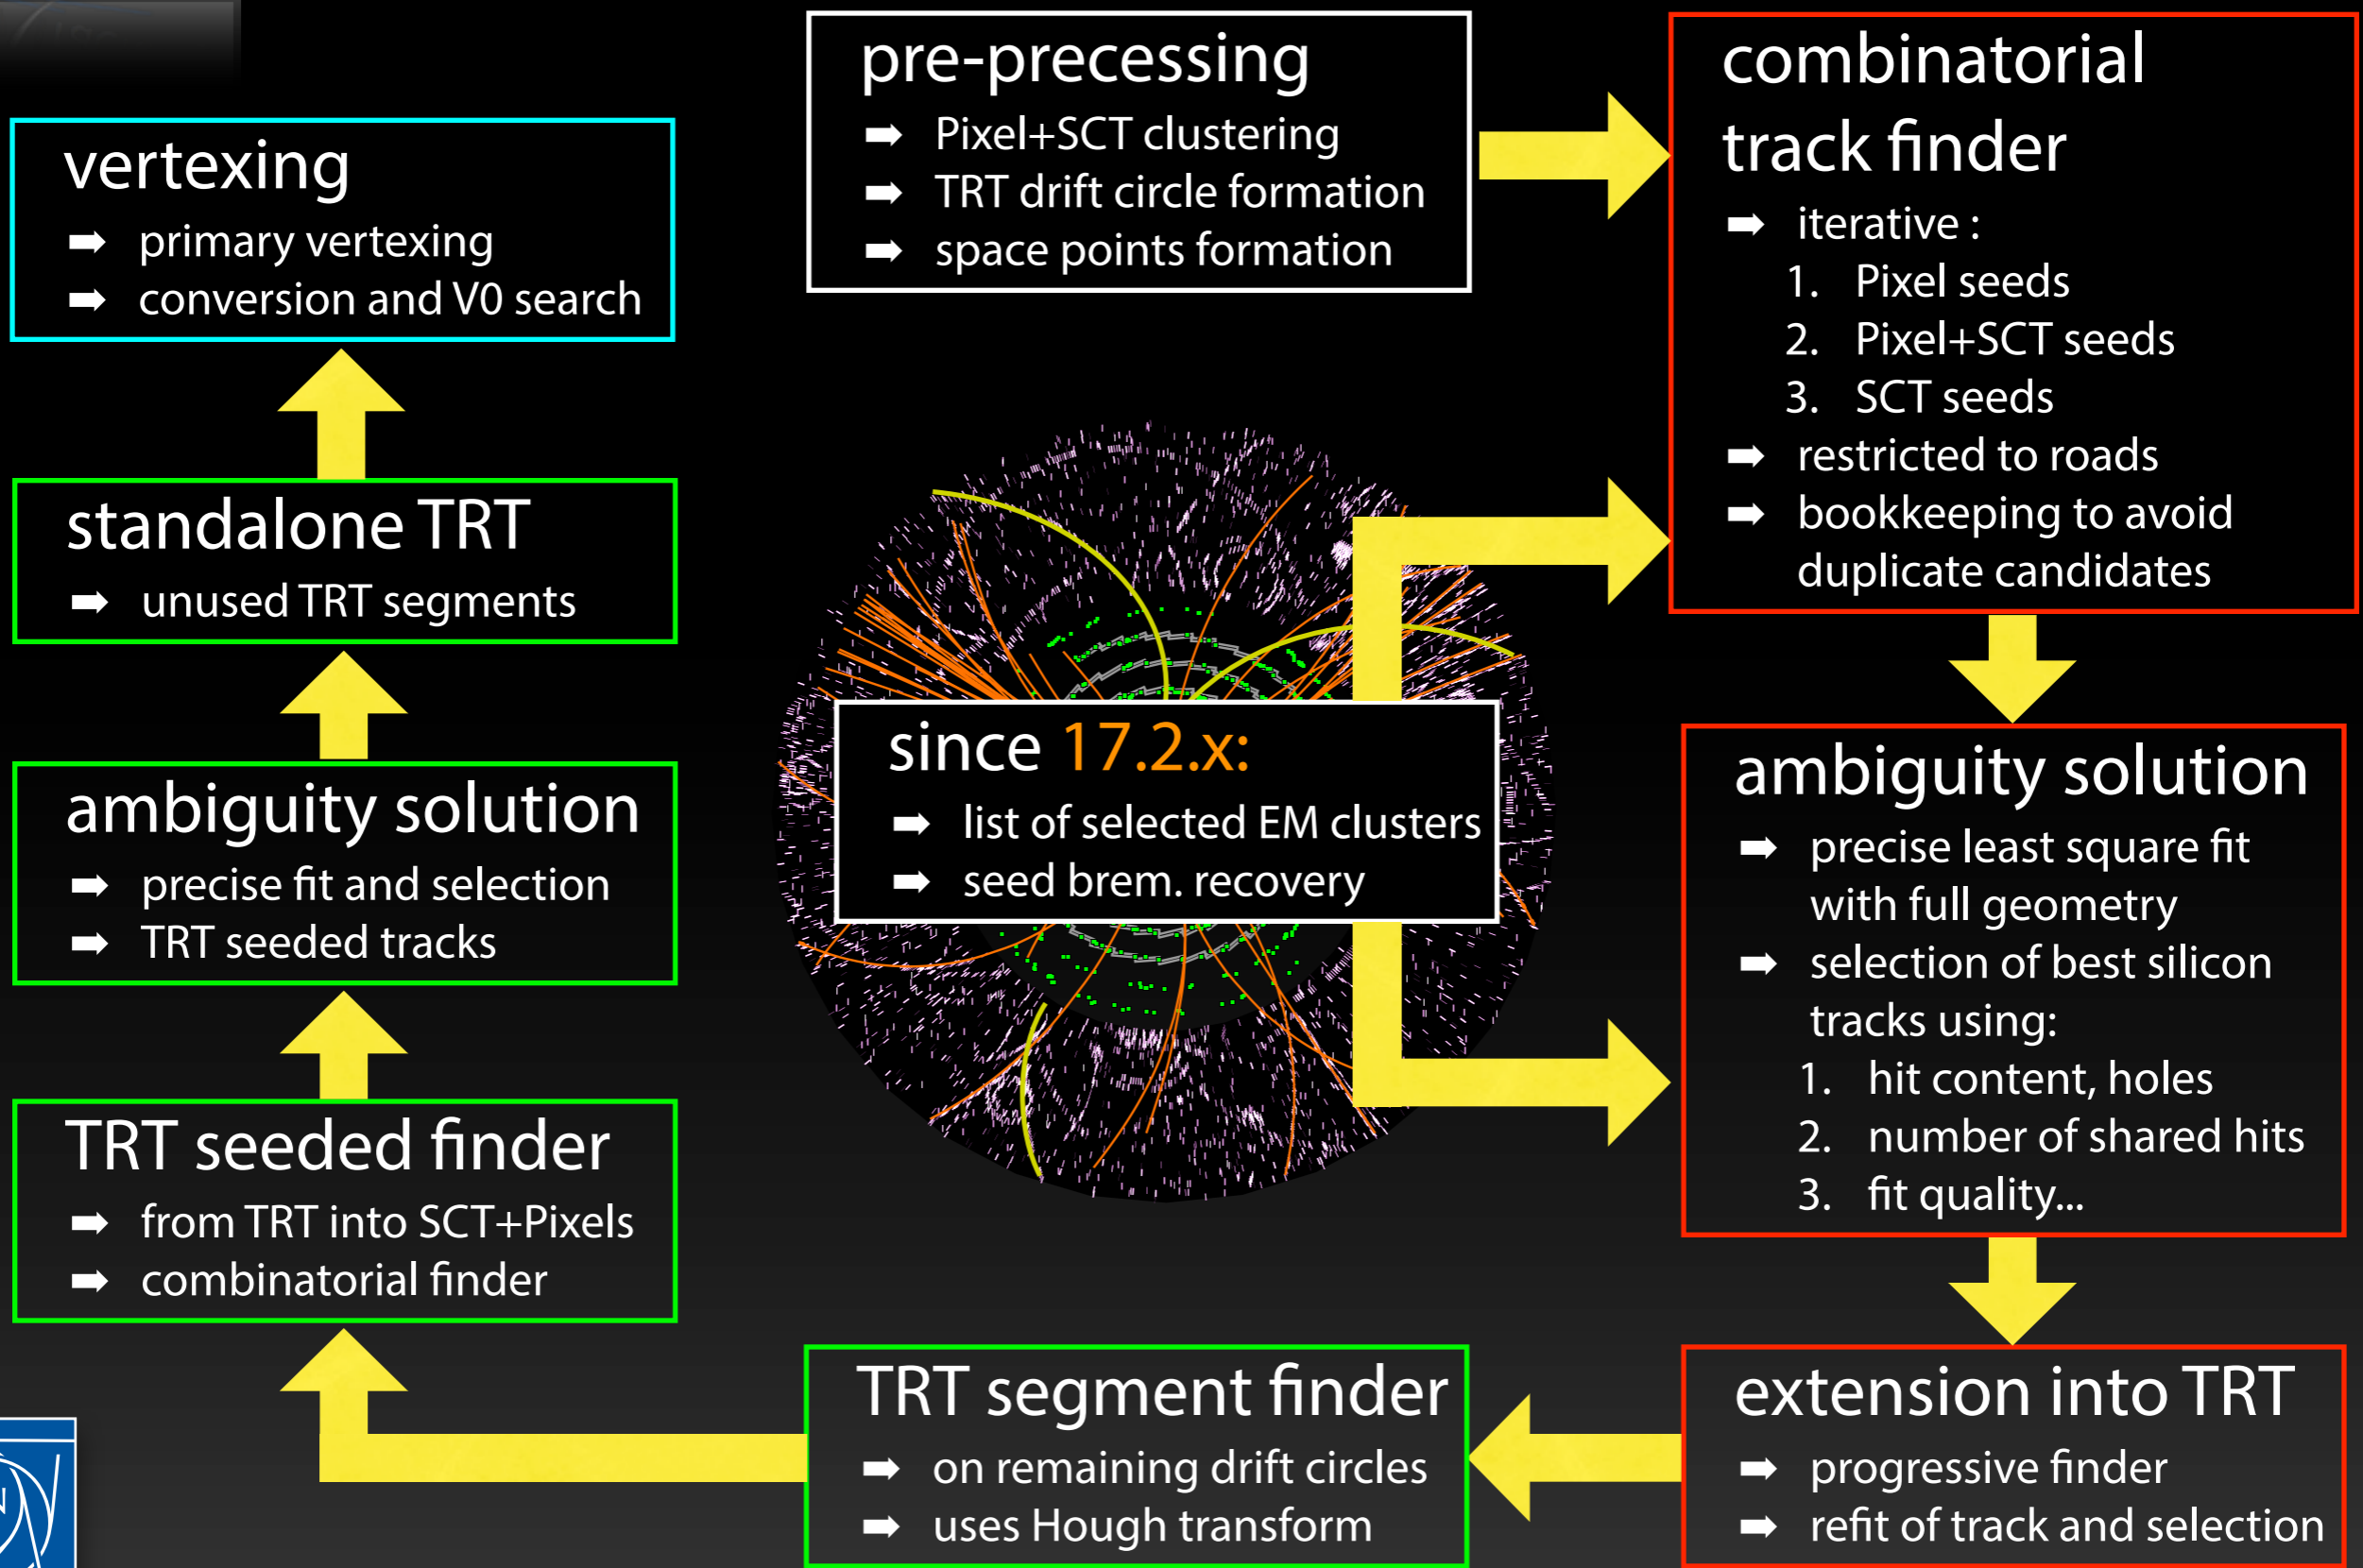 pre-precessing
➡ Pixel+SCT clustering
➡ TRT drift circle formation
➡ space points formation
combinatorial
track finder
➡ iterative :
1. Pixel seeds
2. Pixel+SCT seeds
3. SCT seeds
➡ restricted to roads
➡ bookkeeping to avoid
duplicate candidates
since 17.2.x:
➡ list of selected EM clusters
➡ seed brem. recovery
ambiguity solution
➡ precise least square fit
with full geometry
➡ selection of best silicon
tracks using:
1. hit content, holes
2. number of shared hits
3. fit quality...
extension into TRT
➡ progressive finder
➡ refit of track and selection
TRT segment finder
➡ on remaining drift circles
➡ uses Hough transform
TRT seeded finder
➡ from TRT into SCT+Pixels
➡ combinatorial finder
ambiguity solution
➡ precise fit and selection
➡ TRT seeded tracks
standalone TRT
➡ unused TRT segments
vertexing
➡ primary vertexing
➡ conversion and V0 search